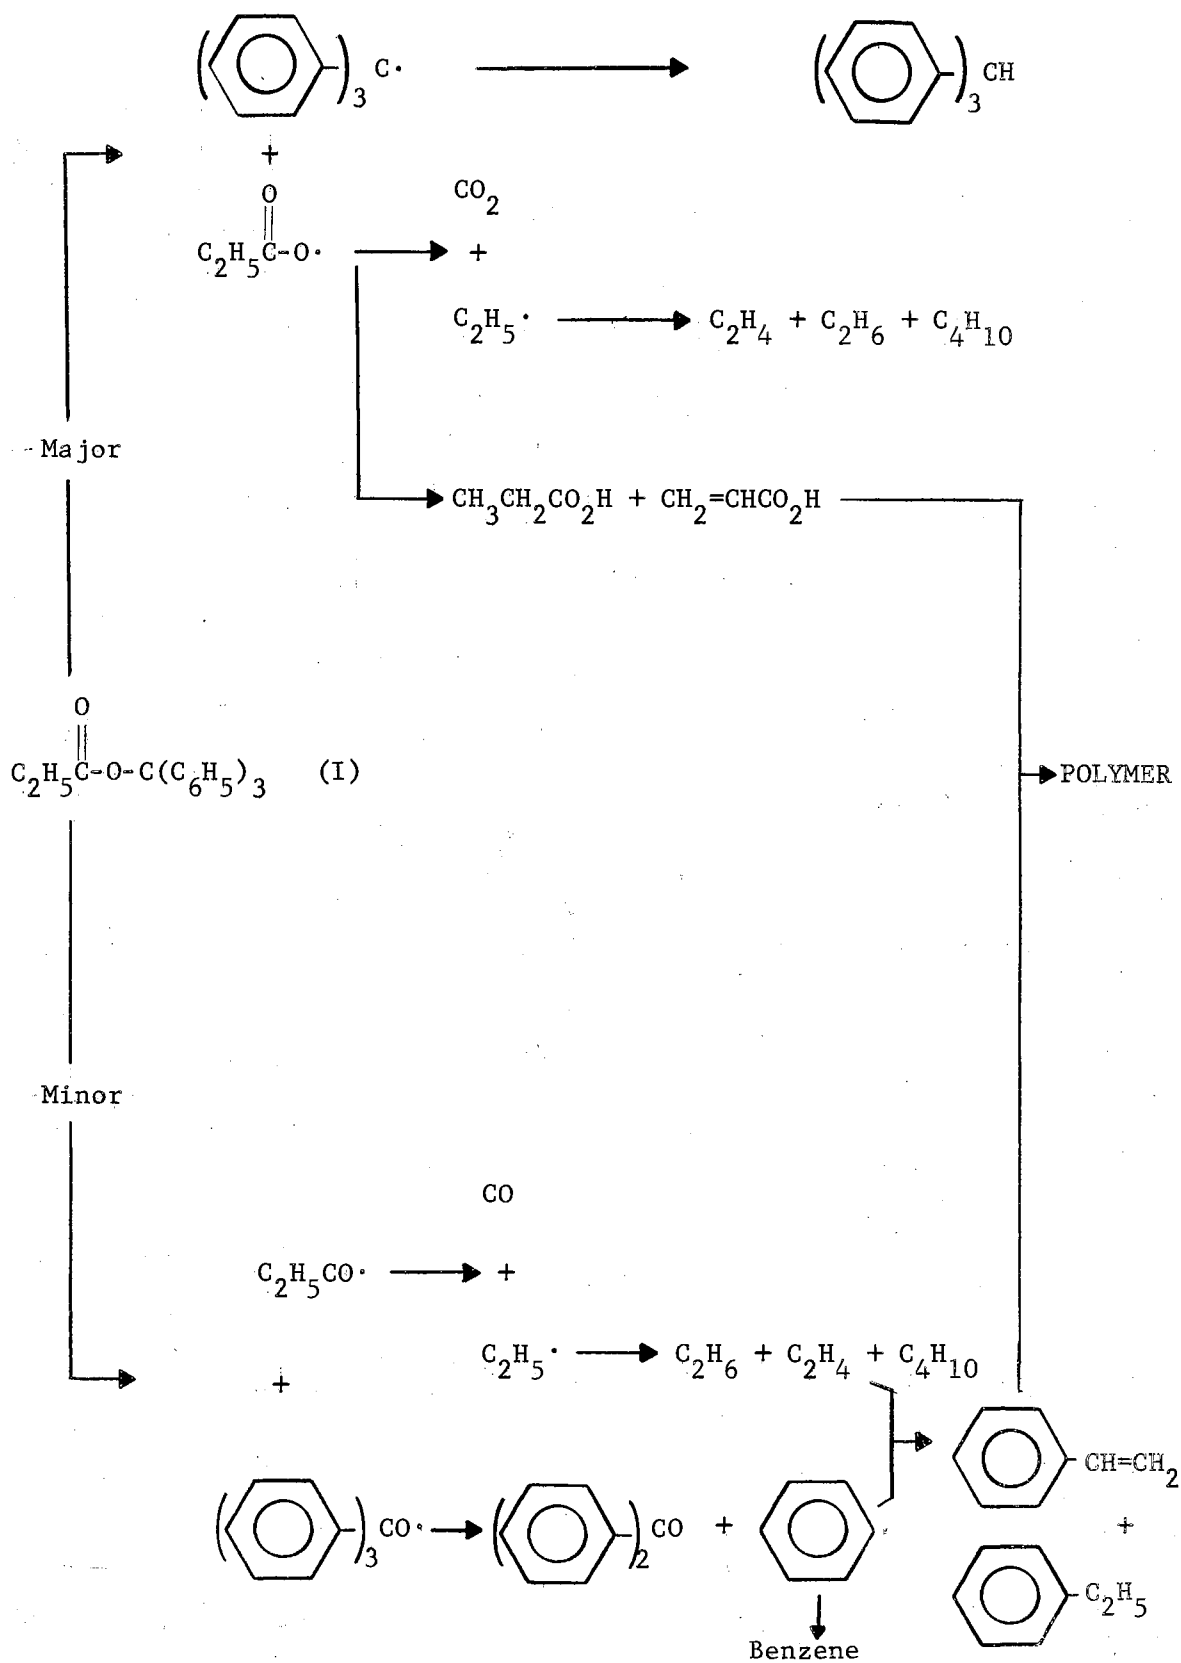 ( )3 C· ( )3 CH
+
O
CO2
C2H5C-O· +
C2H5· C2H4 + C2H6 + C4H10
Major
CH3CH2CO2H + CH2=CHCO2H
O
C2H5C-O-C(C6H5)3 (I)
POLYMER
Minor
CO
C2H5CO· +
C2H5· C2H6 + C2H4 + C4H10
+
CH=CH2
( )3 CO· ( )2 CO +
+
C2H5
Benzene